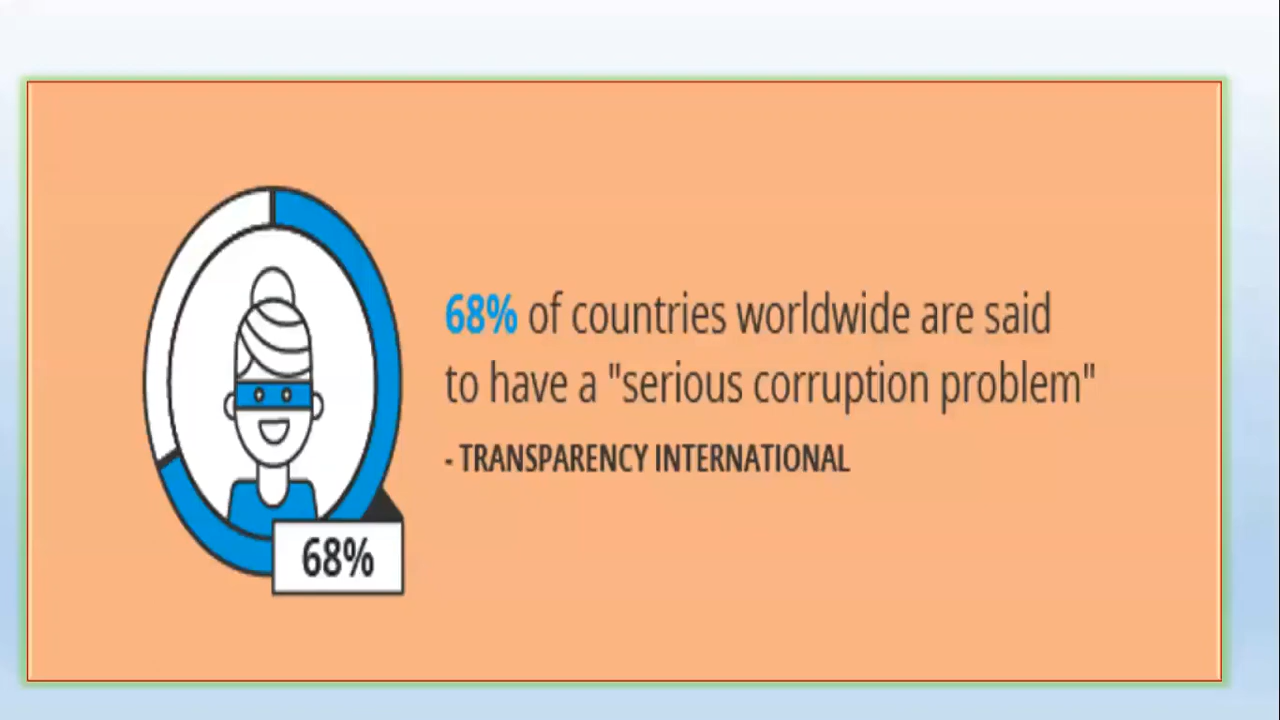 68% of countries worldwide are said
to have a "serious corruption problem"
- TRANSPARENCY INTERNATIONAL
68%